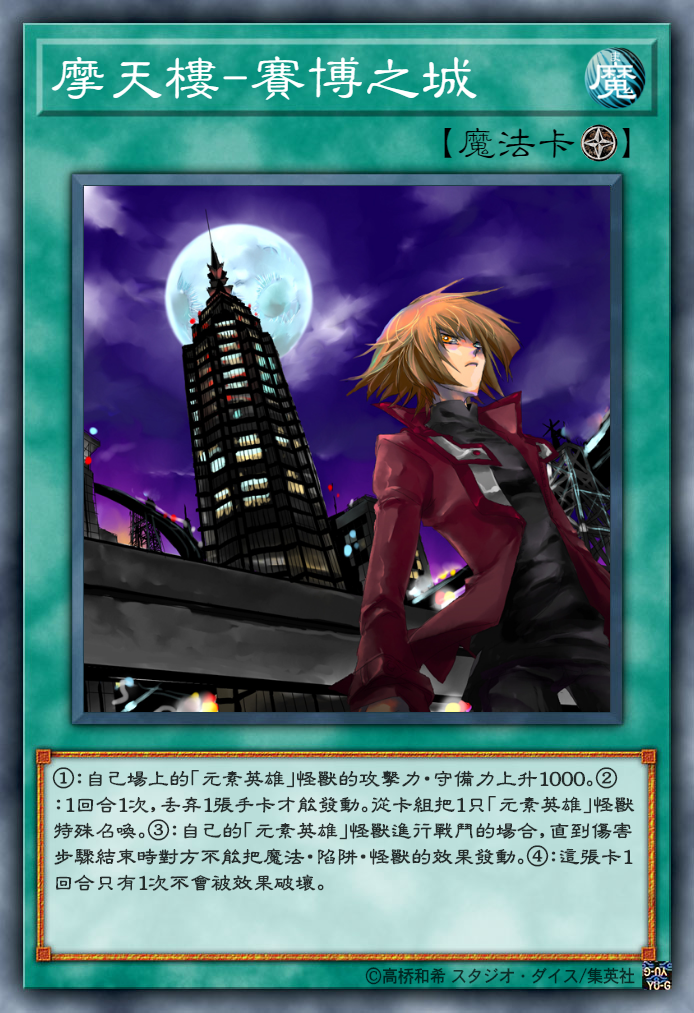 摩天樓-賽博之城
魔
【魔法卡】
①:自己場上的「元素英雄」怪獸的攻擊力・守備力上升1000。②
:1回合1次,丟弃1張手卡才能發動。從卡組把1只「元素英雄」怪獸
特殊召喚。③:自己的「元素英雄」怪獸進行戰鬥的場合,直到傷害
步驟結束時對方不能把魔法・陷阱・怪獸的效果發動。④:這張卡1
回合只有1次不會被效果破壞。
©高桥和希 スタジオ・ダイス/集英社